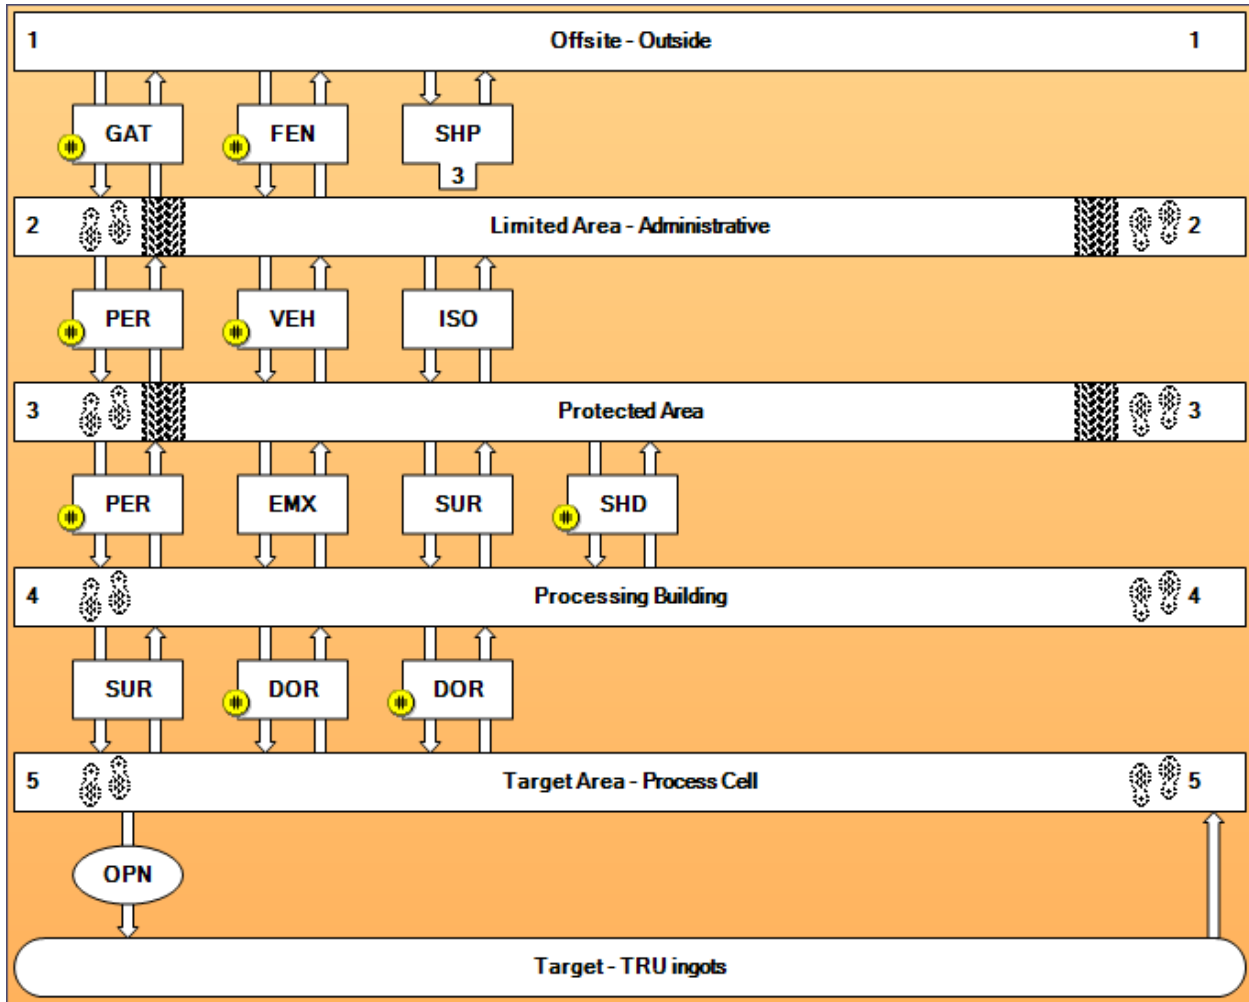 1 Offsite - Outside 1
GAT FEN SHP
3
2 Limited Area - Administrative 2
PER VEH ISO
3 Protected Area 3
PER EMX SUR SHD
4 Processing Building 4
SUR DOR DOR
5 Target Area - Process Cell 5
OPN
Target - TRU ingots